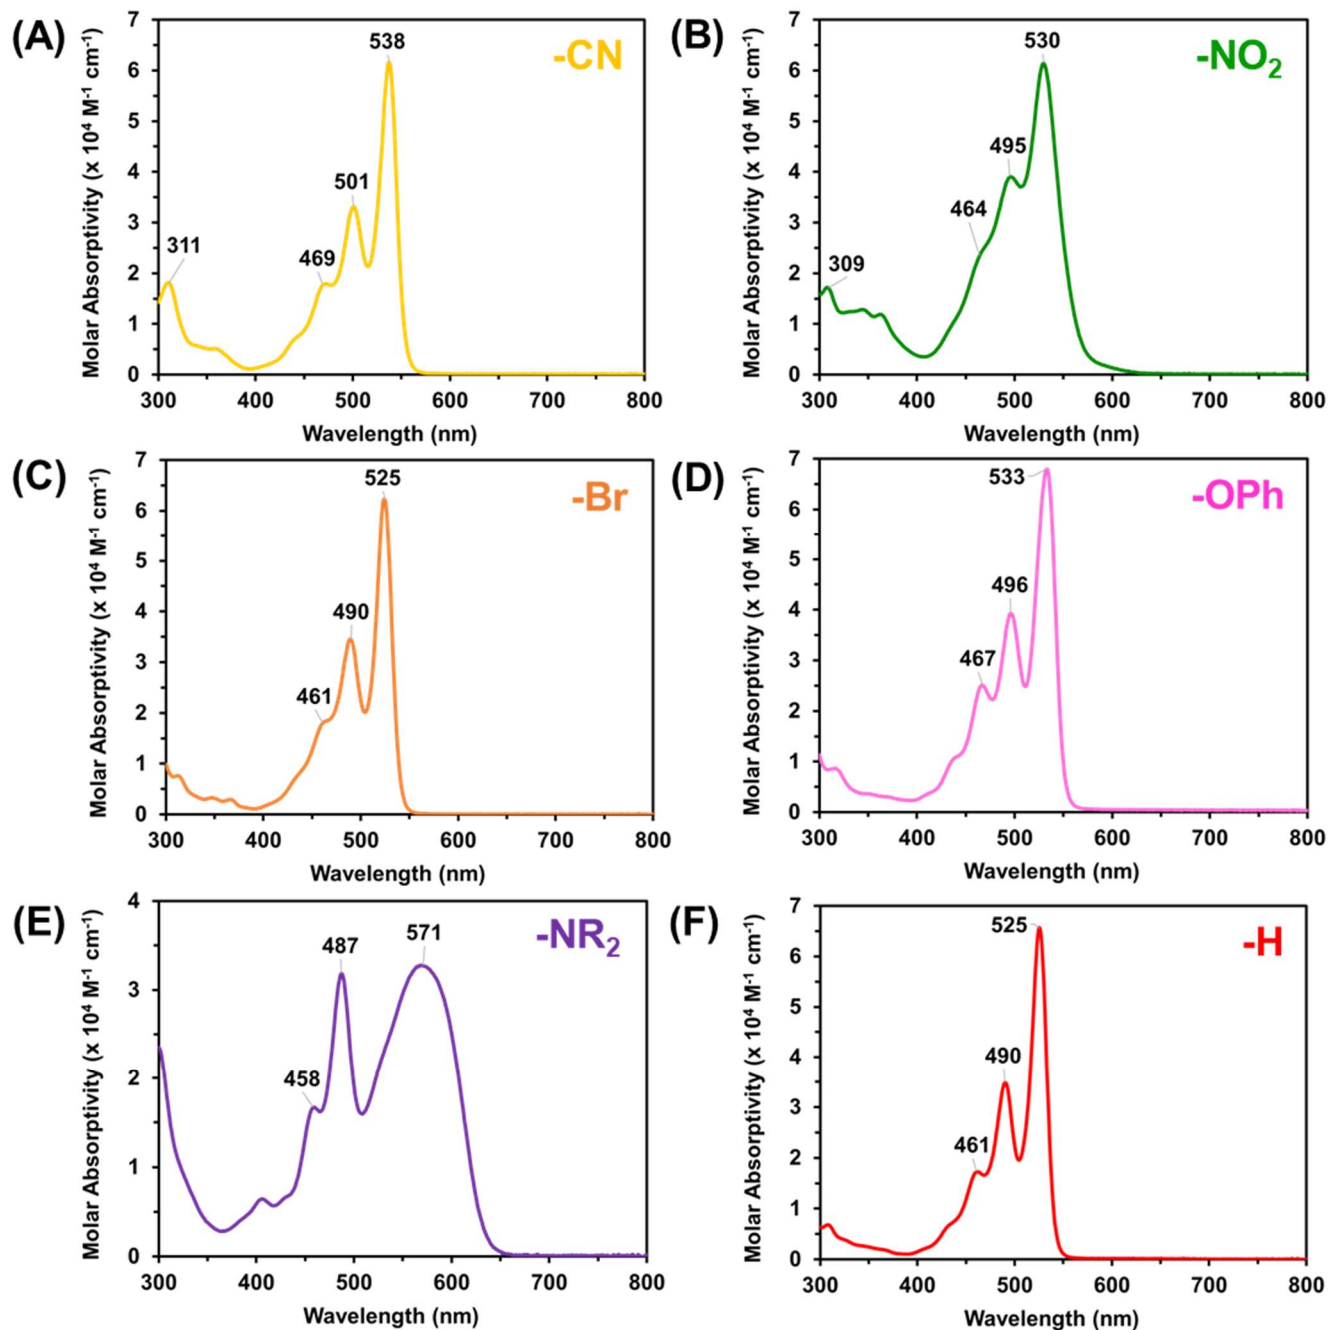 (A)
-CN
Molar Absorptivity (x 10⁴ M⁻¹ cm⁻¹)
7
6
5
4
3
2
1
0
311
469
501
538
300 400 500 600 700 800
Wavelength (nm)
(B)
-NO₂
Molar Absorptivity (x 10⁴ M⁻¹ cm⁻¹)
7
6
5
4
3
2
1
0
309
464
495
530
300 400 500 600 700 800
Wavelength (nm)
(C)
-Br
Molar Absorptivity (x 10⁴ M⁻¹ cm⁻¹)
7
6
5
4
3
2
1
0
461
490
525
300 400 500 600 700 800
Wavelength (nm)
(D)
-OPh
Molar Absorptivity (x 10⁴ M⁻¹ cm⁻¹)
7
6
5
4
3
2
1
0
467
496
533
300 400 500 600 700 800
Wavelength (nm)
(E)
-NR₂
Molar Absorptivity (x 10⁴ M⁻¹ cm⁻¹)
4
3
2
1
0
458
487
571
300 400 500 600 700 800
Wavelength (nm)
(F)
-H
Molar Absorptivity (x 10⁴ M⁻¹ cm⁻¹)
7
6
5
4
3
2
1
0
461
490
525
300 400 500 600 700 800
Wavelength (nm)